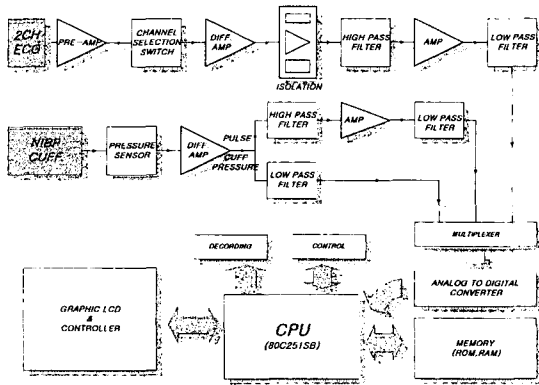 2CH
ECG
PRE-AMP
CHANNEL
SELECTION
SWITCH
DIFF.
AMP
ISOLATION
HIGH PASS
FILTER
AMP
LOW PASS
FILTER
NIBP
CUFF
PRESSURE
SENSOR
DIFF.
AMP
PULSE
CUFF
PRESSURE
HIGH PASS
FILTER
AMP
LOW PASS
FILTER
LOW PASS
FILTER
MULTIPLEXER
DECORDING
CONTROL
ANALOG TO DIGITAL
CONVERTER
GRAPHIC LCD
&
CONTROLLER
CPU
(80C251SB)
MEMORY
(ROM,RAM)